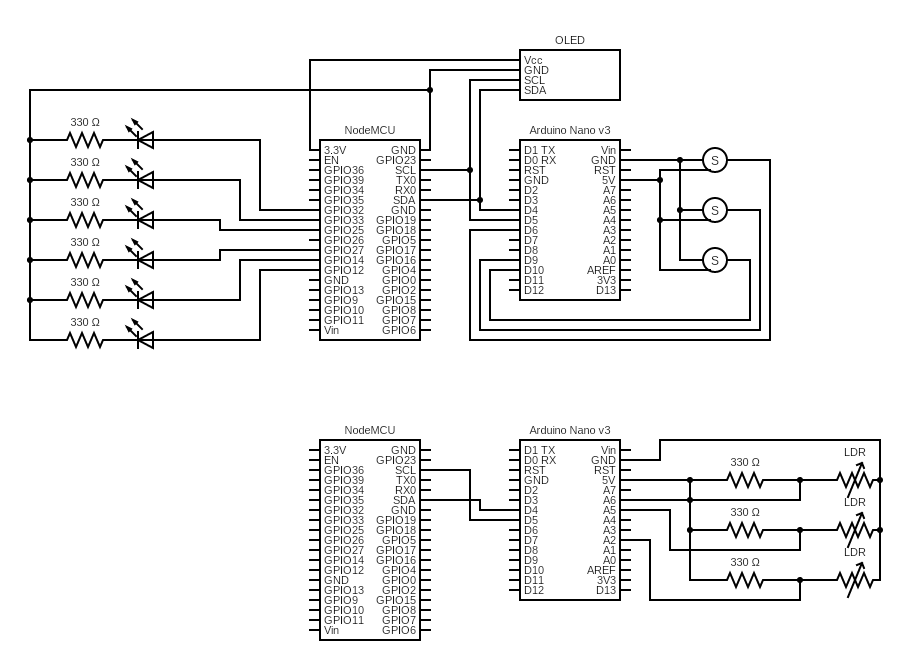 OLED
Vcc
GND
SCL
SDA
330 Ω
330 Ω
330 Ω
330 Ω
330 Ω
330 Ω
NodeMCU
3.3V GND
EN GPIO23
GPIO36 SCL
GPIO39 TX0
GPIO34 RX0
GPIO35 SDA
GPIO32 GND
GPIO33 GPIO19
GPIO25 GPIO18
GPIO26 GPIO5
GPIO27 GPIO17
GPIO14 GPIO16
GPIO12 GPIO4
GND GPIO0
GPIO13 GPIO2
GPIO9 GPIO15
GPIO10 GPIO8
GPIO11 GPIO7
Vin GPIO6
Arduino Nano v3
D1 TX Vin
D0 RX GND
RST RST
GND 5V
D2 A7
D3 A6
D4 A5
D5 A4
D6 A3
D7 A2
D8 A1
D9 A0
D10 AREF
D11 3V3
D12 D13
S
S
S
NodeMCU
3.3V GND
EN GPIO23
GPIO36 SCL
GPIO39 TX0
GPIO34 RX0
GPIO35 SDA
GPIO32 GND
GPIO33 GPIO19
GPIO25 GPIO18
GPIO26 GPIO5
GPIO27 GPIO17
GPIO14 GPIO16
GPIO12 GPIO4
GND GPIO0
GPIO13 GPIO2
GPIO9 GPIO15
GPIO10 GPIO8
GPIO11 GPIO7
Vin GPIO6
Arduino Nano v3
D1 TX Vin
D0 RX GND
RST RST
GND 5V
D2 A7
D3 A6
D4 A5
D5 A4
D6 A3
D7 A2
D8 A1
D9 A0
D10 AREF
D11 3V3
D12 D13
330 Ω LDR
330 Ω LDR
330 Ω LDR